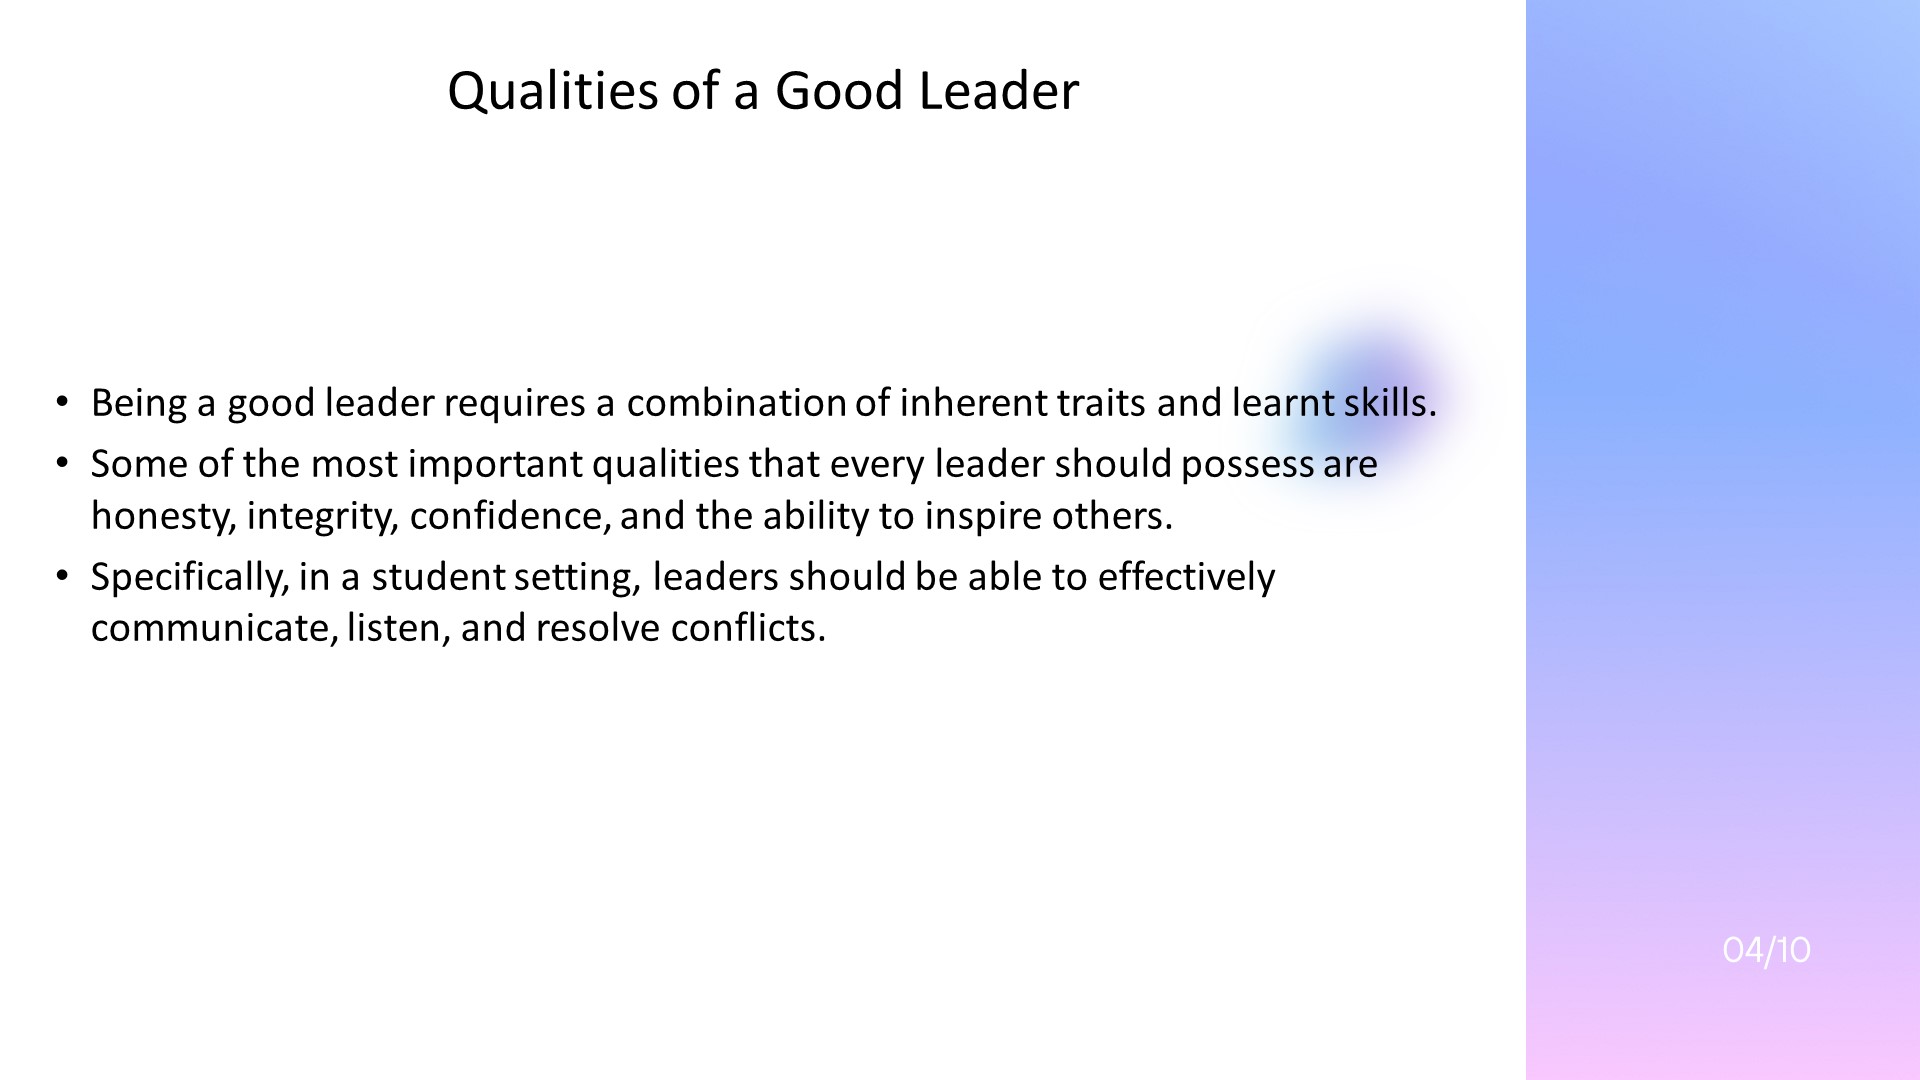 Qualities of a Good Leader
• Being a good leader requires a combination of inherent traits and learnt skills.
• Some of the most important qualities that every leader should possess are
honesty, integrity, confidence, and the ability to inspire others.
• Specifically, in a student setting, leaders should be able to effectively
communicate, listen, and resolve conflicts.
04/10